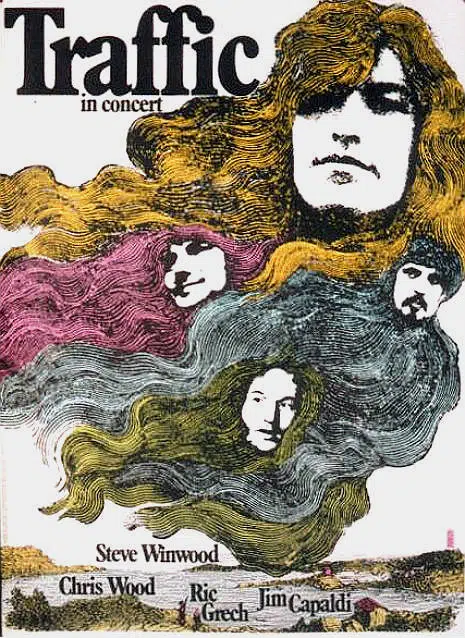 Traffic
in concert
Steve Winwood
Chris Wood
Ric
Grech
Jim Capaldi